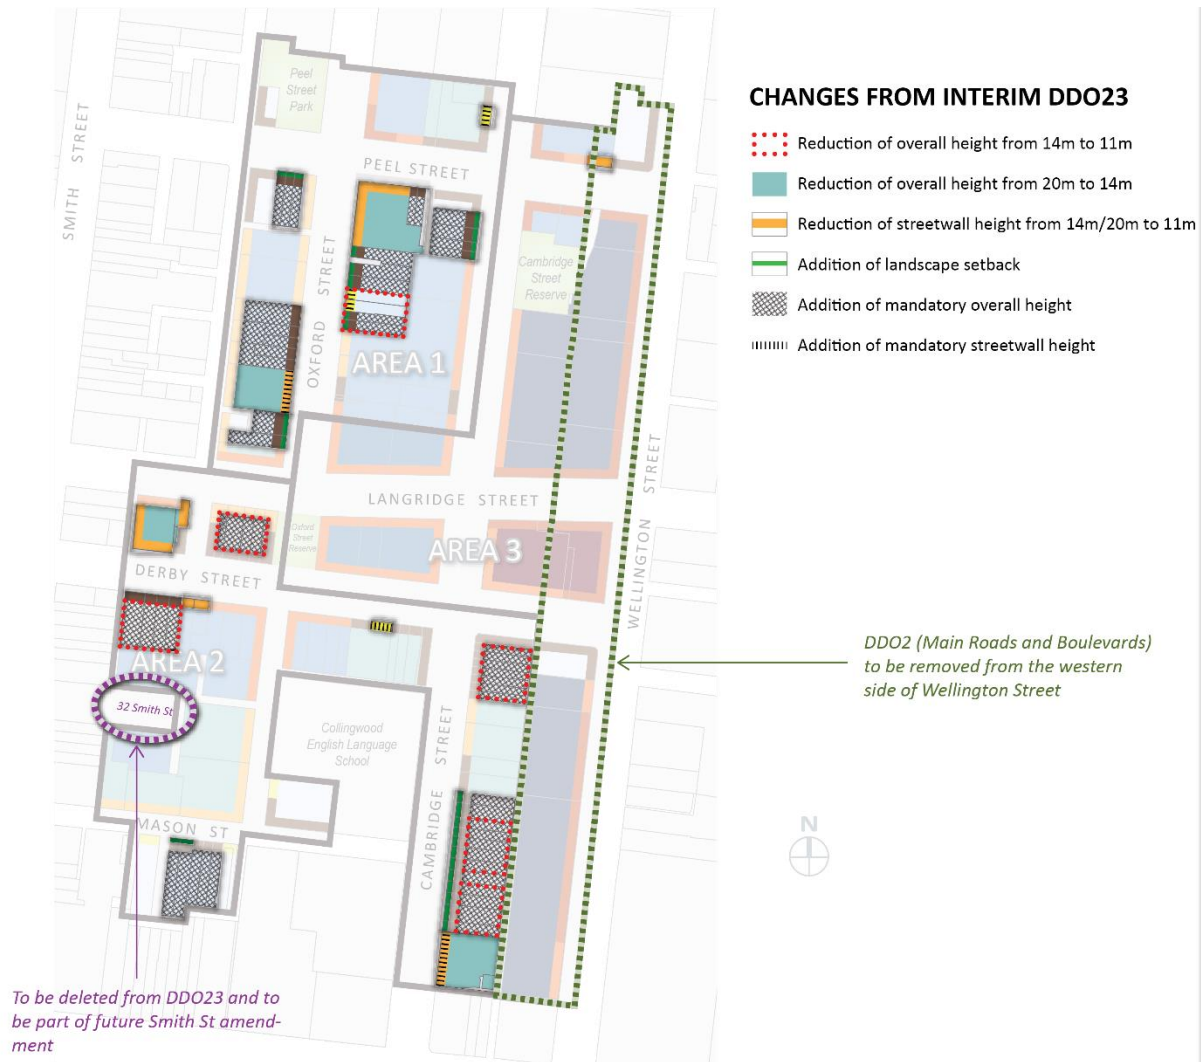 CHANGES FROM INTERIM DDO23
Reduction of overall height from 14m to 11m
Reduction of overall height from 20m to 14m
Reduction of streetwall height from 14m/20m to 11m
Addition of landscape setback
Addition of mandatory overall height
Addition of mandatory streetwall height
Peel
Street
Park
SMITH STREET
PEEL STREET
OXFORD STREET
Cambridge
Street
Reserve
AREA 1
LANGRIDGE STREET
WELLINGTON STREET
Oxford
Street
Reserve
AREA 3
DERBY STREET
AREA 2
32 Smith St
Collingwood
English Language
School
CAMBRIDGE STREET
MASON ST
DDO2 (Main Roads and Boulevards)
to be removed from the western
side of Wellington Street
N
To be deleted from DDO23 and to
be part of future Smith St amend-
ment